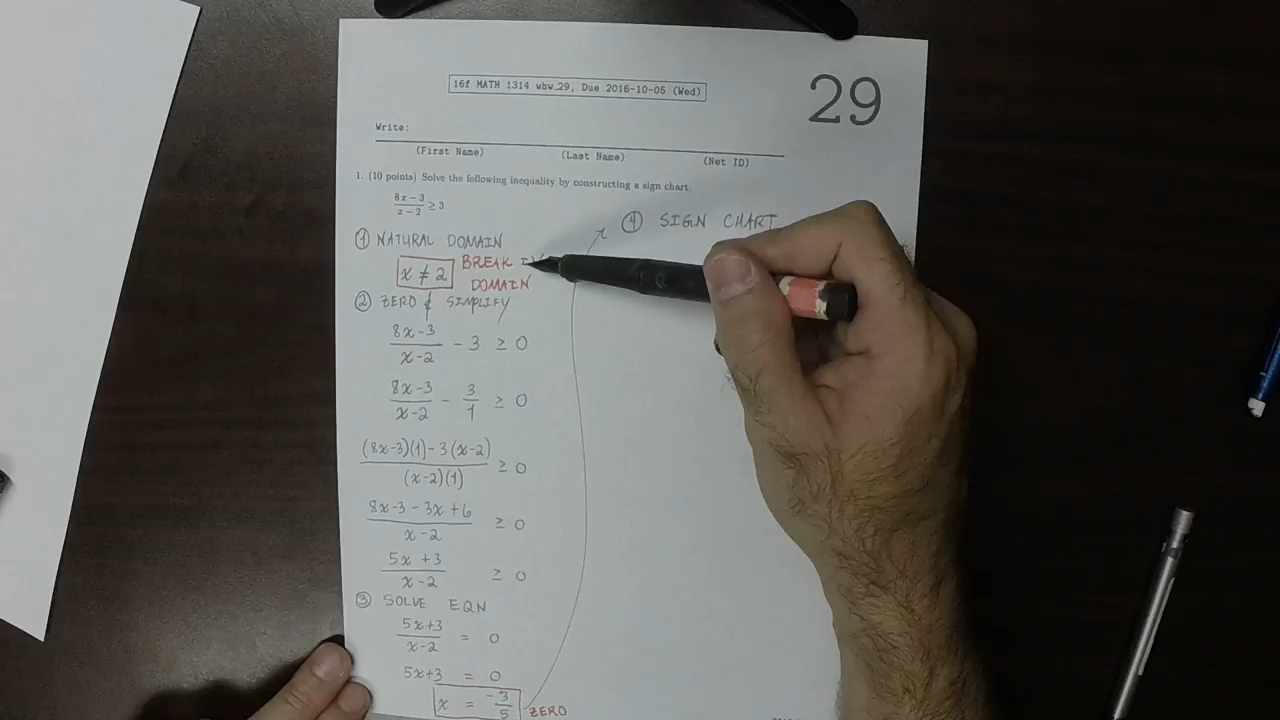 16f MATH 1314 wbw_29, Due 2016-10-05 (Wed)
29
Write:
(First Name) (Last Name) (Net ID)
1. (10 points) Solve the following inequality by constructing a sign chart.
(8x-3)/(x-2) ≥ 3
① NATURAL DOMAIN
x ≠ 2
BREAK IN
DOMAIN
② ZERO & SIMPLIFY
(8x-3)/(x-2) - 3 ≥ 0
(8x-3)/(x-2) - 3/1 ≥ 0
((8x-3)(1)-3(x-2))/((x-2)(1)) ≥ 0
(8x-3-3x+6)/(x-2) ≥ 0
(5x+3)/(x-2) ≥ 0
③ SOLVE EQN
(5x+3)/(x-2) = 0
5x+3 = 0
x = -3/5 ZERO
④ SIGN CHART